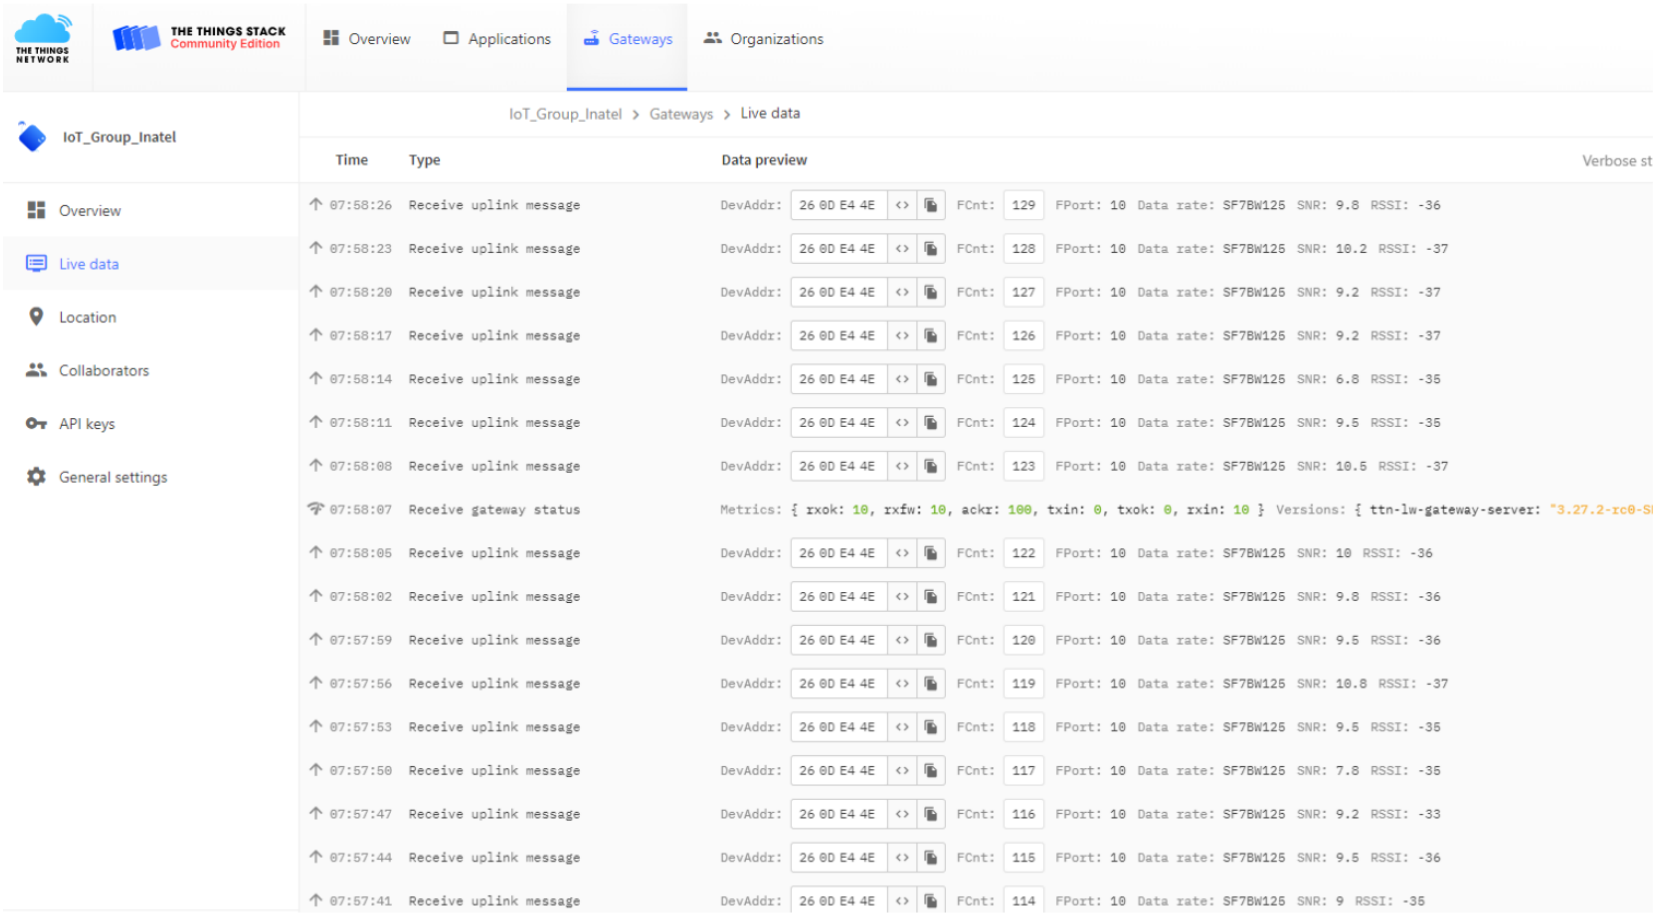 THE THINGS NETWORK
THE THINGS STACK
Community Edition
Overview
Applications
Gateways
Organizations
IoT_Group_Inatel
Overview
Live data
Location
Collaborators
API keys
General settings
IoT_Group_Inatel > Gateways > Live data
Time Type Data preview Verbose st
07:58:26 Receive uplink message DevAddr: 26 0D E4 4E <> FCnt: 129 FPort: 10 Data rate: SF7BW125 SNR: 9.8 RSSI: -36
07:58:23 Receive uplink message DevAddr: 26 0D E4 4E <> FCnt: 128 FPort: 10 Data rate: SF7BW125 SNR: 10.2 RSSI: -37
07:58:20 Receive uplink message DevAddr: 26 0D E4 4E <> FCnt: 127 FPort: 10 Data rate: SF7BW125 SNR: 9.2 RSSI: -37
07:58:17 Receive uplink message DevAddr: 26 0D E4 4E <> FCnt: 126 FPort: 10 Data rate: SF7BW125 SNR: 9.2 RSSI: -37
07:58:14 Receive uplink message DevAddr: 26 0D E4 4E <> FCnt: 125 FPort: 10 Data rate: SF7BW125 SNR: 6.8 RSSI: -35
07:58:11 Receive uplink message DevAddr: 26 0D E4 4E <> FCnt: 124 FPort: 10 Data rate: SF7BW125 SNR: 9.5 RSSI: -35
07:58:08 Receive uplink message DevAddr: 26 0D E4 4E <> FCnt: 123 FPort: 10 Data rate: SF7BW125 SNR: 10.5 RSSI: -37
07:58:07 Receive gateway status Metrics: { rxok: 10, rxfw: 10, ackr: 100, txin: 0, txok: 0, rxin: 10 } Versions: { ttn-lw-gateway-server: "3.27.2-rc0-S
07:58:05 Receive uplink message DevAddr: 26 0D E4 4E <> FCnt: 122 FPort: 10 Data rate: SF7BW125 SNR: 10 RSSI: -36
07:58:02 Receive uplink message DevAddr: 26 0D E4 4E <> FCnt: 121 FPort: 10 Data rate: SF7BW125 SNR: 9.8 RSSI: -36
07:57:59 Receive uplink message DevAddr: 26 0D E4 4E <> FCnt: 120 FPort: 10 Data rate: SF7BW125 SNR: 9.5 RSSI: -36
07:57:56 Receive uplink message DevAddr: 26 0D E4 4E <> FCnt: 119 FPort: 10 Data rate: SF7BW125 SNR: 10.8 RSSI: -37
07:57:53 Receive uplink message DevAddr: 26 0D E4 4E <> FCnt: 118 FPort: 10 Data rate: SF7BW125 SNR: 9.5 RSSI: -35
07:57:50 Receive uplink message DevAddr: 26 0D E4 4E <> FCnt: 117 FPort: 10 Data rate: SF7BW125 SNR: 7.8 RSSI: -35
07:57:47 Receive uplink message DevAddr: 26 0D E4 4E <> FCnt: 116 FPort: 10 Data rate: SF7BW125 SNR: 9.2 RSSI: -33
07:57:44 Receive uplink message DevAddr: 26 0D E4 4E <> FCnt: 115 FPort: 10 Data rate: SF7BW125 SNR: 9.5 RSSI: -36
07:57:41 Receive uplink message DevAddr: 26 0D E4 4E <> FCnt: 114 FPort: 10 Data rate: SF7BW125 SNR: 9 RSSI: -35